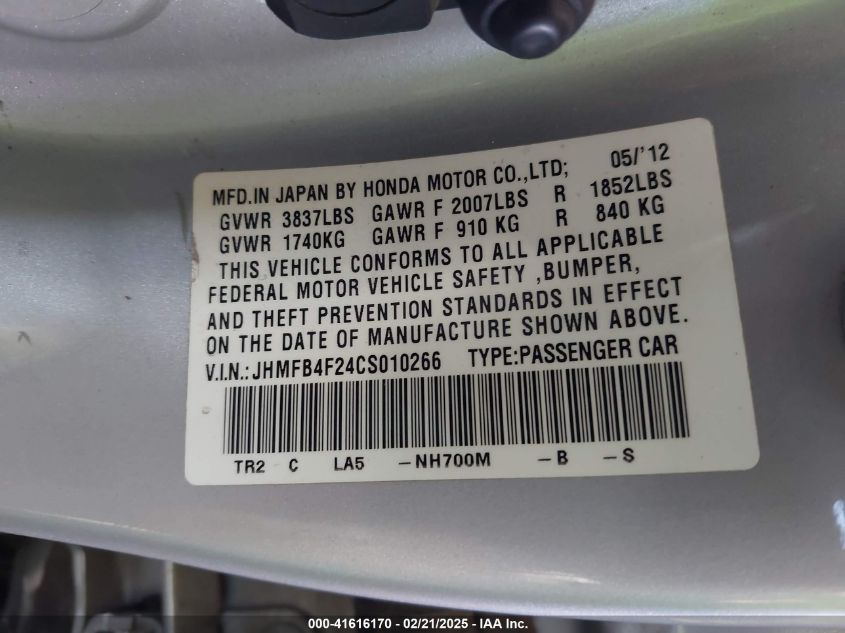 MFD.IN JAPAN BY HONDA MOTOR CO.,LTD; 05/'12
GVWR 3837LBS GAWR F 2007LBS R 1852LBS
GVWR 1740KG GAWR F 910 KG R 840 KG
THIS VEHICLE CONFORMS TO ALL APPLICABLE
FEDERAL MOTOR VEHICLE SAFETY ,BUMPER,
AND THEFT PREVENTION STANDARDS IN EFFECT
ON THE DATE OF MANUFACTURE SHOWN ABOVE.
V.I.N.: JHMFB4F24CS010266 TYPE:PASSENGER CAR
TR2 C LA5 -NH700M -B -S
000-41616170 - 02/21/2025 - IAA Inc.